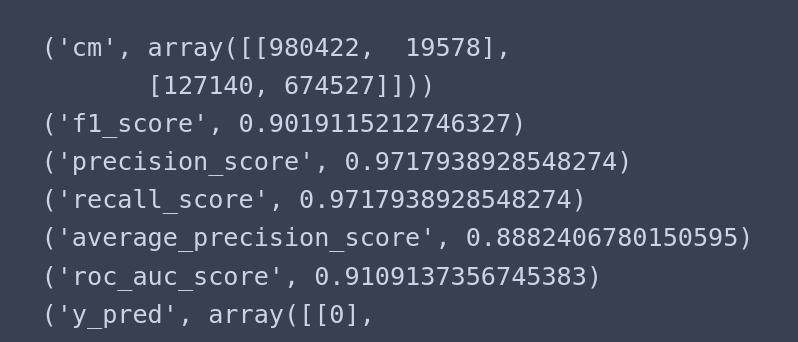 ('cm', array([[980422,  19578],
       [127140, 674527]]))
('f1_score', 0.9019115212746327)
('precision_score', 0.9717938928548274)
('recall_score', 0.9717938928548274)
('average_precision_score', 0.8882406780150595)
('roc_auc_score', 0.9109137356745383)
('y_pred', array([[0],